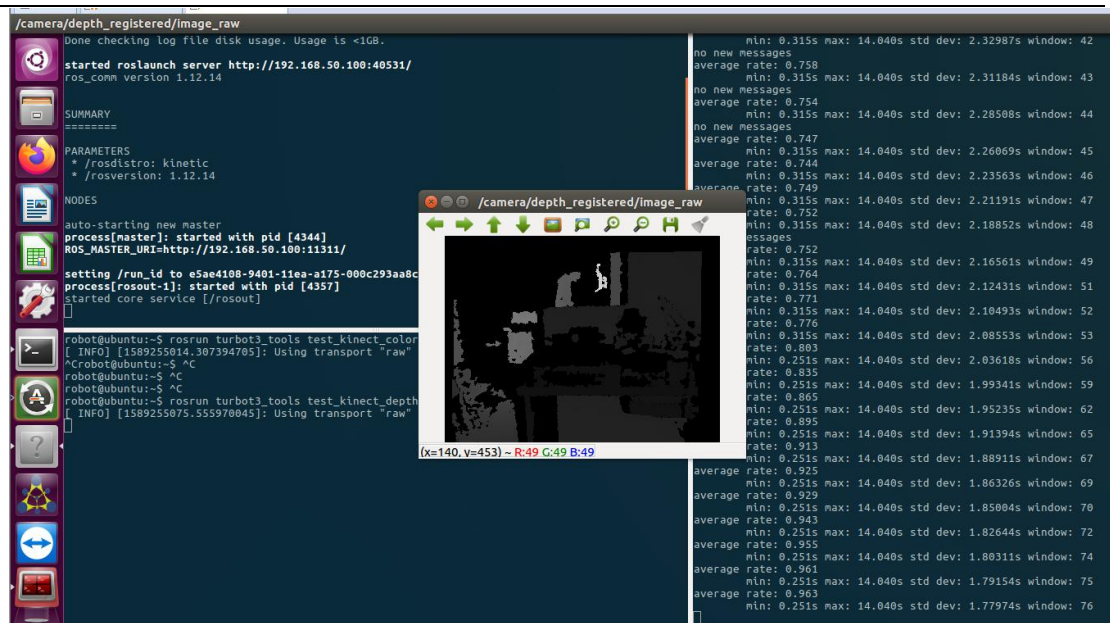 /camera/depth_registered/image_raw
Done checking log file disk usage. Usage is <1GB.
started roslaunch server http://192.168.50.100:40531/
ros_comm version 1.12.14
SUMMARY
========
PARAMETERS
* /rosdistro: kinetic
* /rosversion: 1.12.14
NODES
auto-starting new master
process[master]: started with pid [4344]
ROS_MASTER_URI=http://192.168.50.100:11311/
setting /run_id to e5ae4108-9401-11ea-a175-000c293aa8c
process[rosout-1]: started with pid [4357]
started core service [/rosout]
robot@ubuntu:~$ rosrun turbot3_tools test_kinect_color
[ INFO] [1589255014.307394705]: Using transport "raw"
^Crobot@ubuntu:~$ ^C
robot@ubuntu:~$ ^C
robot@ubuntu:~$ ^C
robot@ubuntu:~$ rosrun turbot3_tools test_kinect_depth
[ INFO] [1589255075.555970045]: Using transport "raw"
/camera/depth_registered/image_raw
(x=140, y=453) ~ R:49 G:49 B:49
min: 0.315s max: 14.040s std dev: 2.32987s window: 42
no new messages
average rate: 0.758
min: 0.315s max: 14.040s std dev: 2.31184s window: 43
no new messages
average rate: 0.754
min: 0.315s max: 14.040s std dev: 2.28508s window: 44
no new messages
average rate: 0.747
min: 0.315s max: 14.040s std dev: 2.26069s window: 45
average rate: 0.744
min: 0.315s max: 14.040s std dev: 2.23563s window: 46
average rate: 0.749
min: 0.315s max: 14.040s std dev: 2.21191s window: 47
rate: 0.752
min: 0.315s max: 14.040s std dev: 2.18852s window: 48
essages
rate: 0.752
min: 0.315s max: 14.040s std dev: 2.16561s window: 49
rate: 0.764
min: 0.315s max: 14.040s std dev: 2.12431s window: 51
rate: 0.771
min: 0.315s max: 14.040s std dev: 2.10493s window: 52
rate: 0.776
min: 0.315s max: 14.040s std dev: 2.08553s window: 53
rate: 0.803
min: 0.251s max: 14.040s std dev: 2.03618s window: 56
rate: 0.835
min: 0.251s max: 14.040s std dev: 1.99341s window: 59
rate: 0.865
min: 0.251s max: 14.040s std dev: 1.95235s window: 62
rate: 0.895
min: 0.251s max: 14.040s std dev: 1.91394s window: 65
rate: 0.913
min: 0.251s max: 14.040s std dev: 1.88911s window: 67
average rate: 0.925
min: 0.251s max: 14.040s std dev: 1.86326s window: 69
average rate: 0.929
min: 0.251s max: 14.040s std dev: 1.85004s window: 70
average rate: 0.943
min: 0.251s max: 14.040s std dev: 1.82644s window: 72
average rate: 0.955
min: 0.251s max: 14.040s std dev: 1.80311s window: 74
average rate: 0.961
min: 0.251s max: 14.040s std dev: 1.79154s window: 75
average rate: 0.963
min: 0.251s max: 14.040s std dev: 1.77974s window: 76